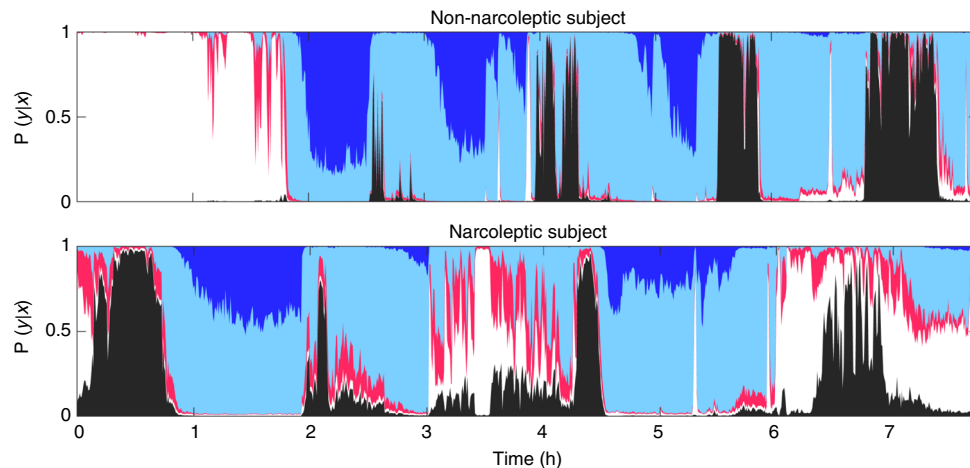 Non-narcoleptic subject
1
0.5
0
P (y|x)
Narcoleptic subject
1
0.5
0
P (y|x)
0 1 2 3 4 5 6 7
Time (h)